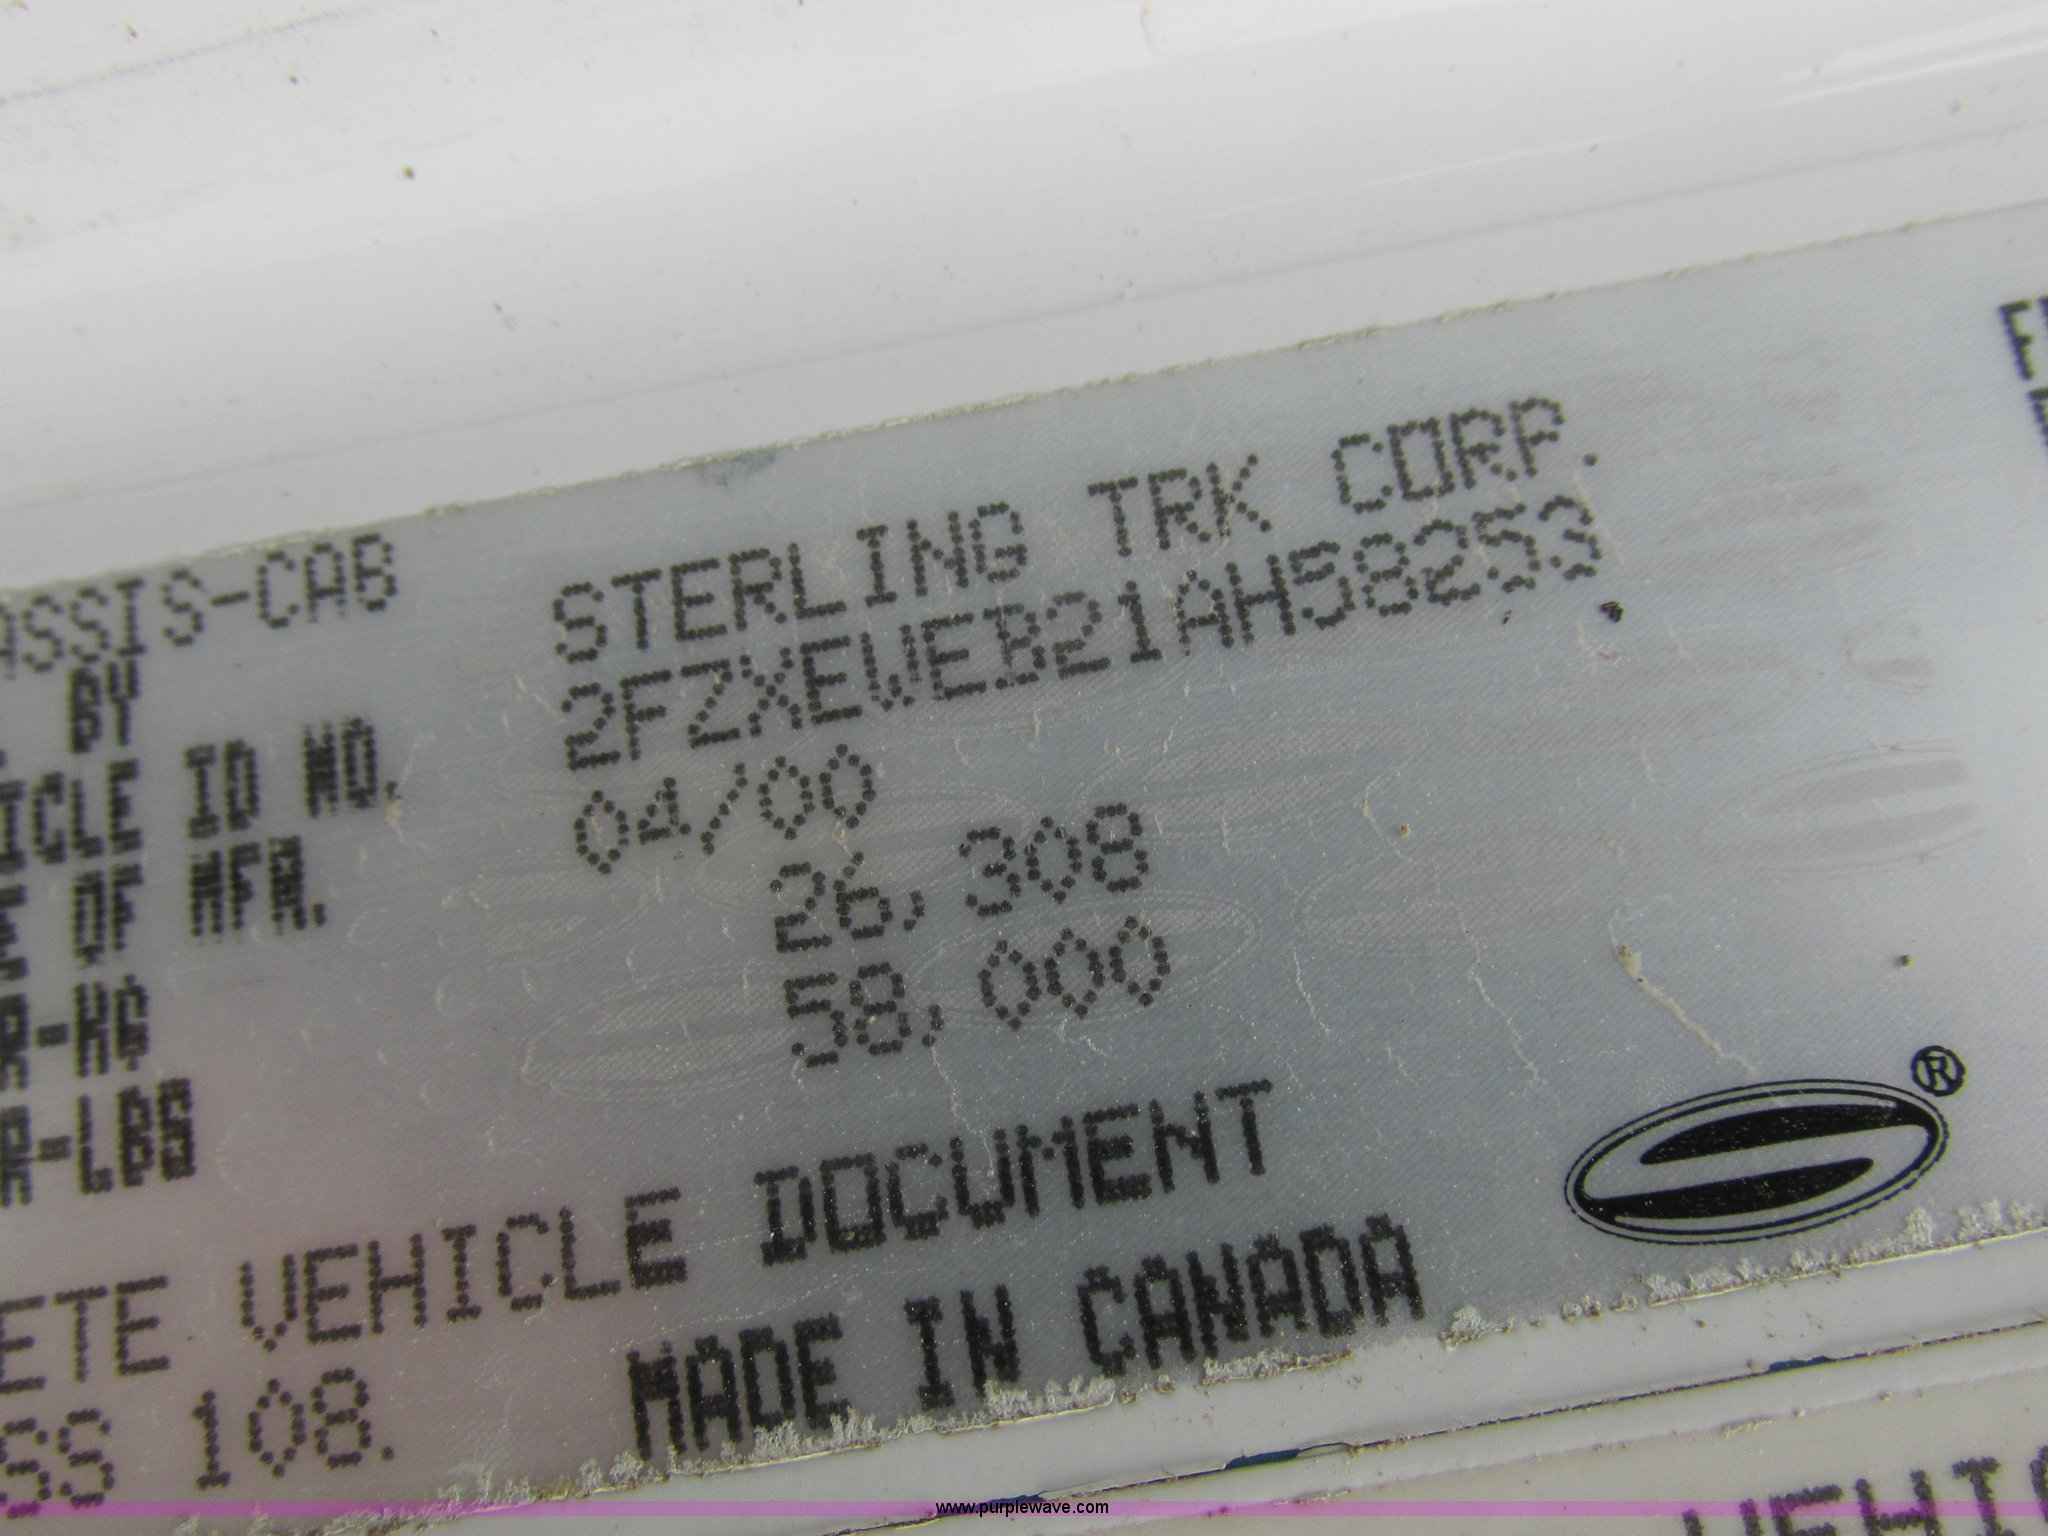 ASSIS-CAB
BY STERLING TRK CORP.
ICLE ID NO. 2FZXEWEB21AH58253
OF MFR. 04/00
R-KG 26,308
R-LBS 58,000
ETE VEHICLE DOCUMENT
SS 108. MADE IN CANADA
®
VEHIC
www.purplewave.com